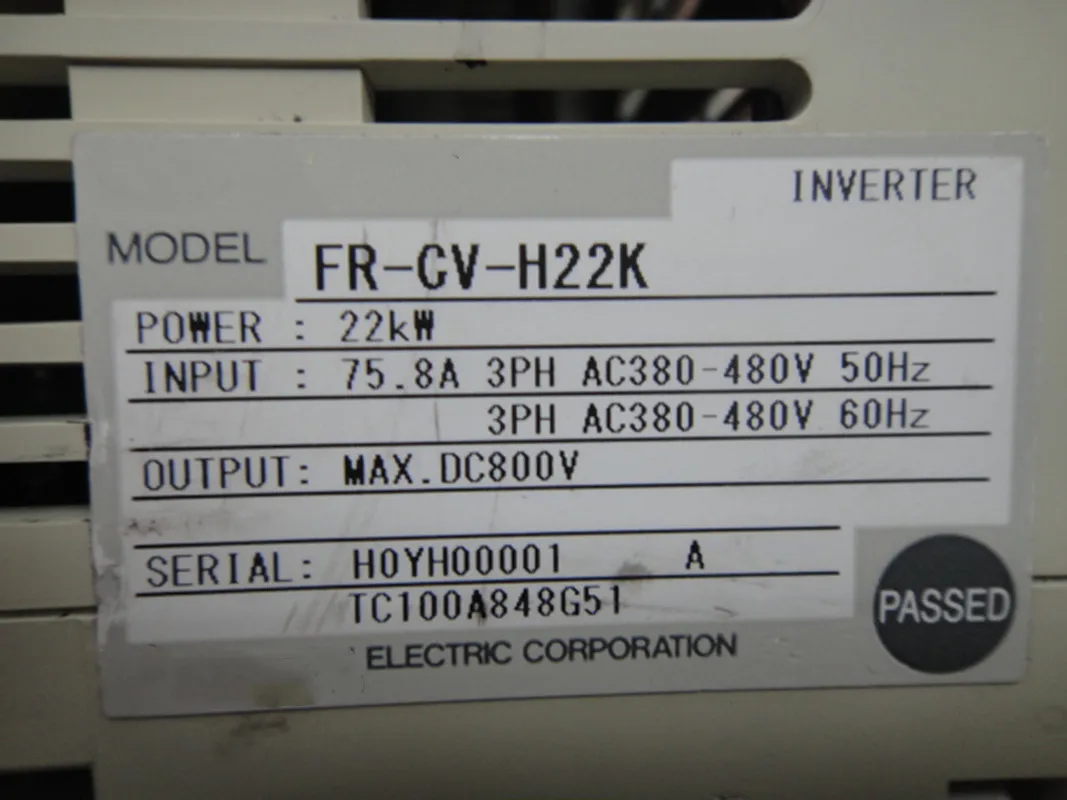 INVERTER
MODEL FR-CV-H22K
POWER : 22kW
INPUT : 75.8A 3PH AC380-480V 50Hz
3PH AC380-480V 60Hz
OUTPUT: MAX.DC800V
SERIAL: H0YH00001 A
TC100A848G51
PASSED
ELECTRIC CORPORATION